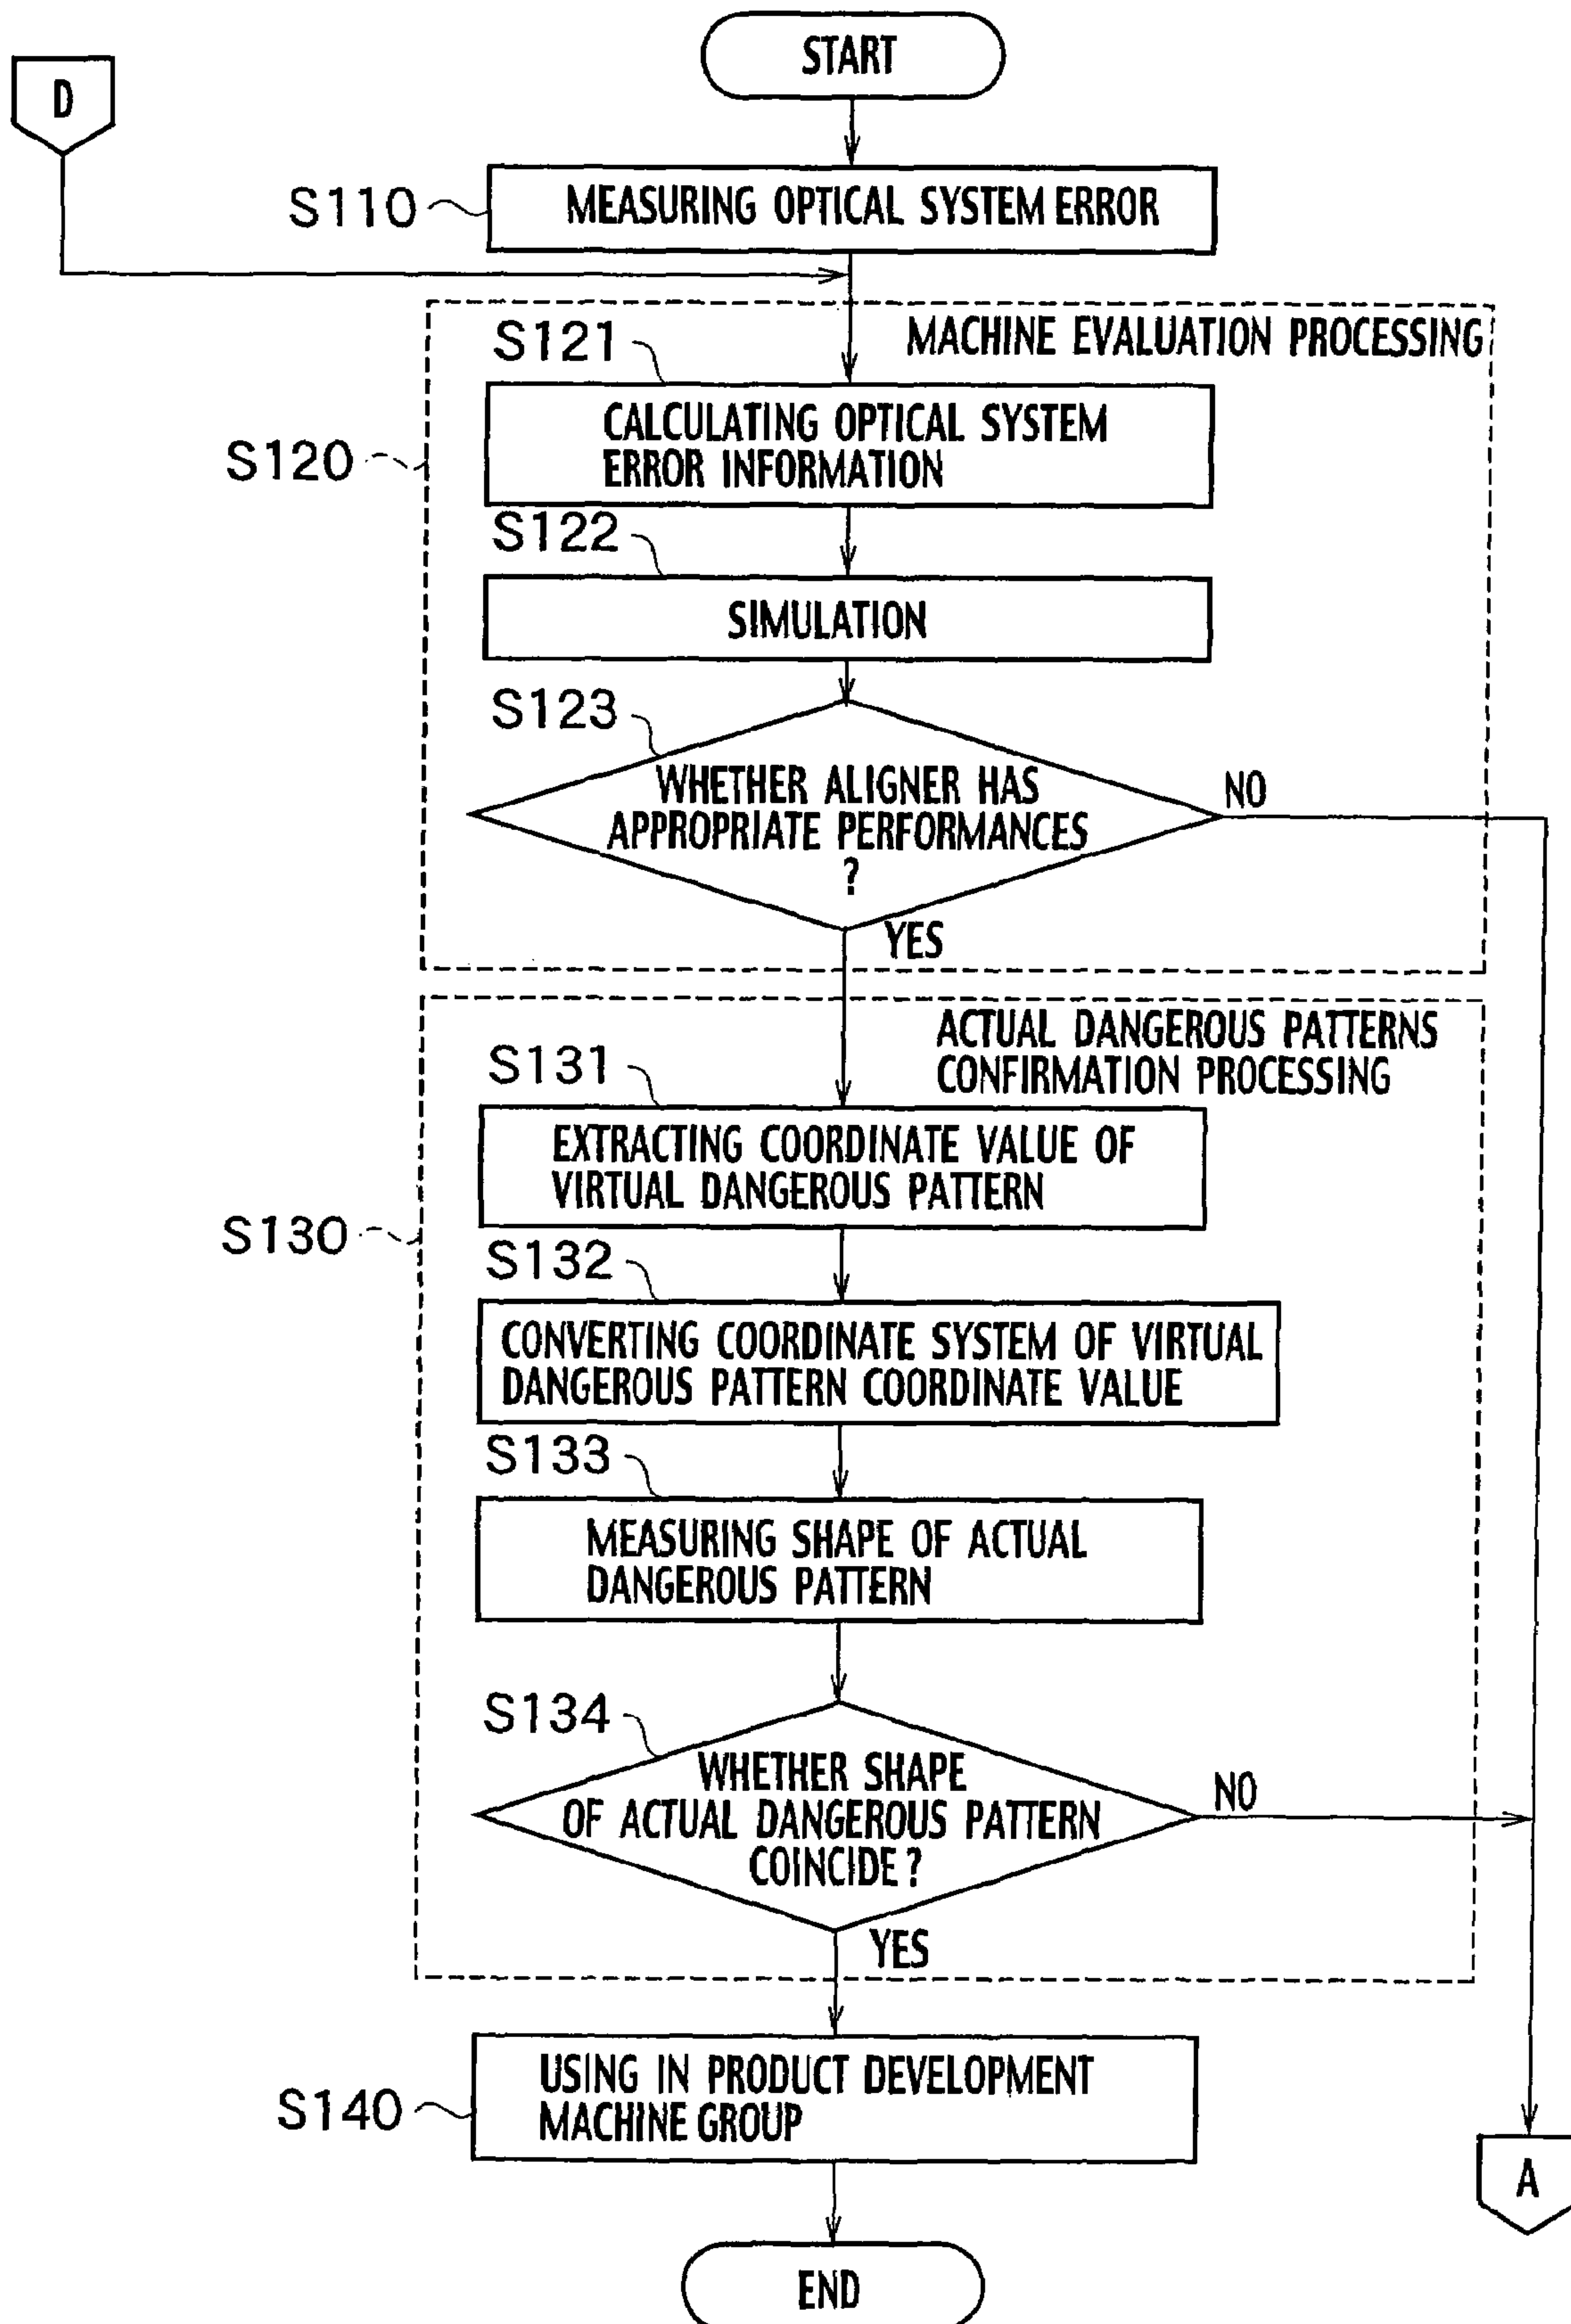 START
D
S110
MEASURING OPTICAL SYSTEM ERROR
S121
MACHINE EVALUATION PROCESSING
S120
CALCULATING OPTICAL SYSTEM
ERROR INFORMATION
S122
SIMULATION
S123
WHETHER ALIGNER HAS
APPROPRIATE PERFORMANCES
?
NO
YES
ACTUAL DANGEROUS PATTERNS
CONFIRMATION PROCESSING
S131
EXTRACTING COORDINATE VALUE OF
VIRTUAL DANGEROUS PATTERN
S130
S132
CONVERTING COORDINATE SYSTEM OF VIRTUAL
DANGEROUS PATTERN COORDINATE VALUE
S133
MEASURING SHAPE OF ACTUAL
DANGEROUS PATTERN
S134
WHETHER SHAPE
OF ACTUAL DANGEROUS PATTERN
COINCIDE?
NO
YES
S140
USING IN PRODUCT DEVELOPMENT
MACHINE GROUP
A
END